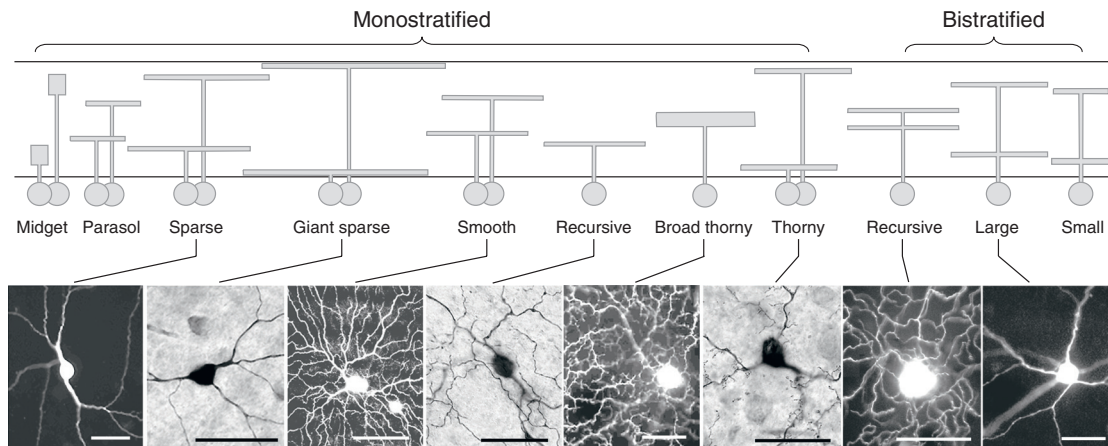 Monostratified Bistratified
Midget Parasol Sparse Giant sparse Smooth Recursive Broad thorny Thorny Recursive Large Small